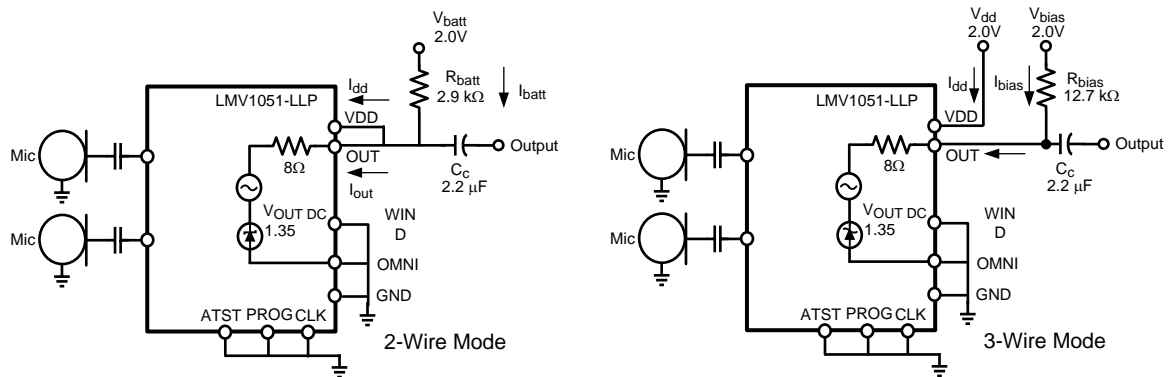 Vbatt
2.0V
Rbatt
2.9 kΩ
Ibatt
Idd
LMV1051-LLP
VDD
Mic
8Ω
OUT
Output
Iout
Cc
2.2 μF
VOUT DC
1.35
WIN
D
Mic
OMNI
GND
ATST PROG CLK
2-Wire Mode
Vdd
2.0V
Vbias
2.0V
Idd
Ibias
Rbias
12.7 kΩ
LMV1051-LLP
VDD
Mic
8Ω
OUT
Output
Cc
2.2 μF
VOUT DC
1.35
WIN
D
Mic
OMNI
GND
ATST PROG CLK
3-Wire Mode